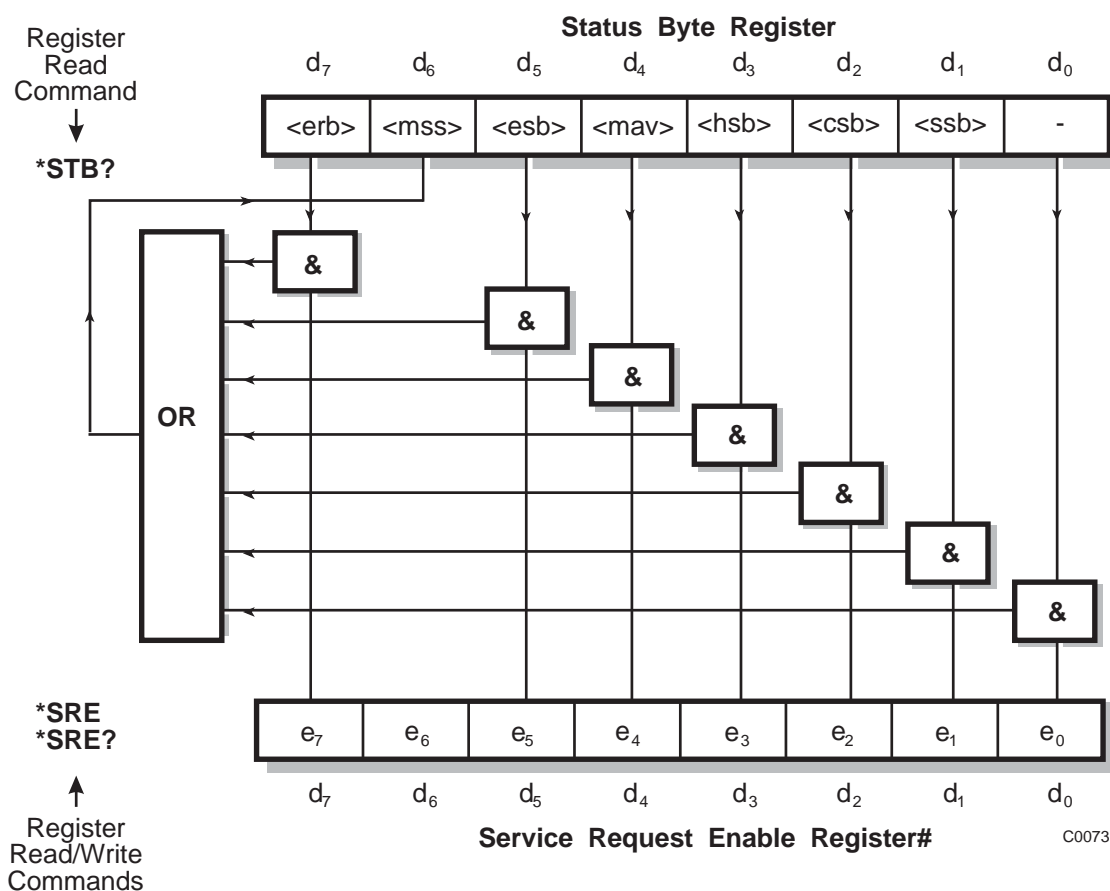 Status Byte Register
Register
Read
Command
*STB?
d₇ d₆ d₅ d₄ d₃ d₂ d₁ d₀
<erb> <mss> <esb> <mav> <hsb> <csb> <ssb> -
&
&
&
&
&
&
&
OR
*SRE
*SRE?
e₇ e₆ e₅ e₄ e₃ e₂ e₁ e₀
d₇ d₆ d₅ d₄ d₃ d₂ d₁ d₀
Register
Read/Write
Commands
Service Request Enable Register#
C0073